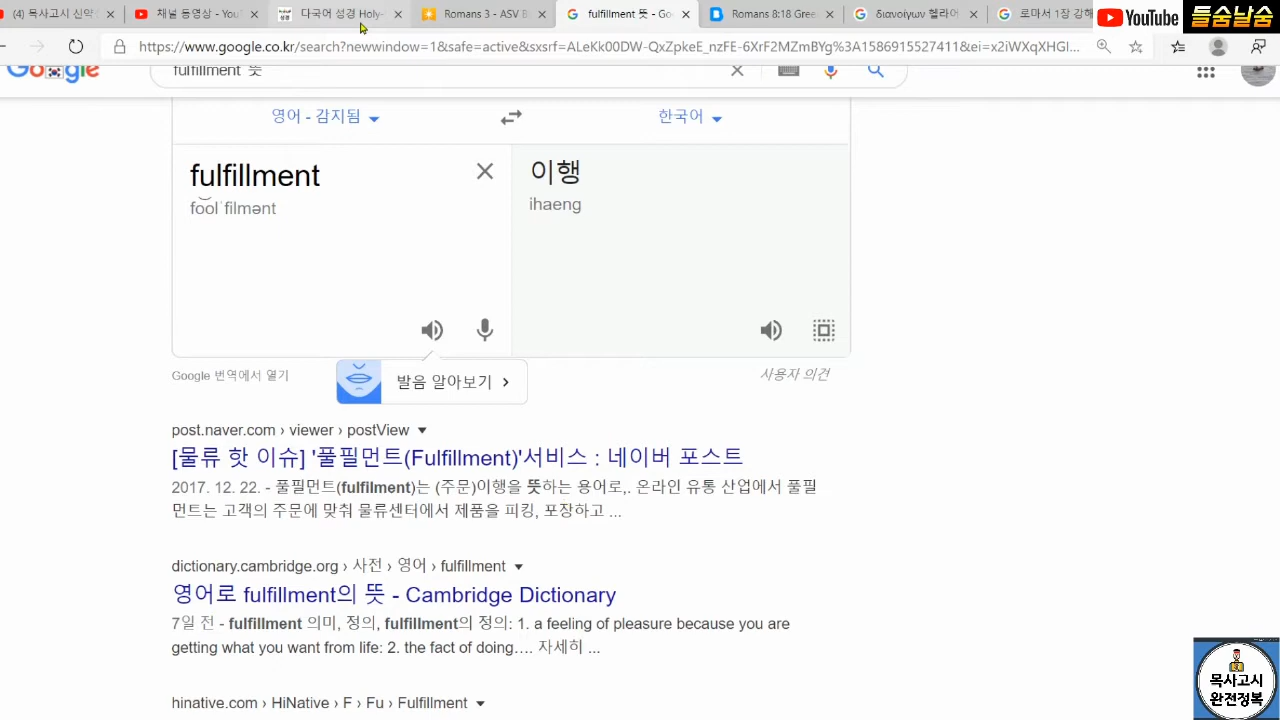 (4) 목사고시 신약
채널 동영상 - You
다국어 성경 Holy-
Romans
fulfillment 뜻 - Go
Romans 1:18 Gree
διανοίγων 헬라
로마서 1장 강해
YouTube
들숨날숨
https://www.google.co.kr/search?newwindow=1&safe=active&sxsrf=ALeKk00DW-QxZpkeE_nzFE-6XrF2MZmBYg%3A1586915527411&ei=x2iWXqXHGI...
Google
fulfillment 뜻
영어 - 감지됨
한국어
fulfillment
이행
fo͝olˈfilmənt
ihaeng
Google 번역에서 열기
발음 알아보기
사용자 의견
post.naver.com › viewer › postView
[물류 핫 이슈] '풀필먼트(Fulfillment)'서비스 : 네이버 포스트
2017. 12. 22. - 풀필먼트(fulfilment)는 (주문)이행을 뜻하는 용어로,. 온라인 유통 산업에서 풀필
먼트는 고객의 주문에 맞춰 물류센터에서 제품을 피킹, 포장하고 ...
dictionary.cambridge.org › 사전 › 영어 › fulfillment
영어로 fulfillment의 뜻 - Cambridge Dictionary
7일 전 - fulfillment 의미, 정의, fulfillment의 정의: 1. a feeling of pleasure because you are
getting what you want from life: 2. the fact of doing.... 자세히 ...
hinative.com › HiNative › F › Fu › Fulfillment
목사고시
완전정복